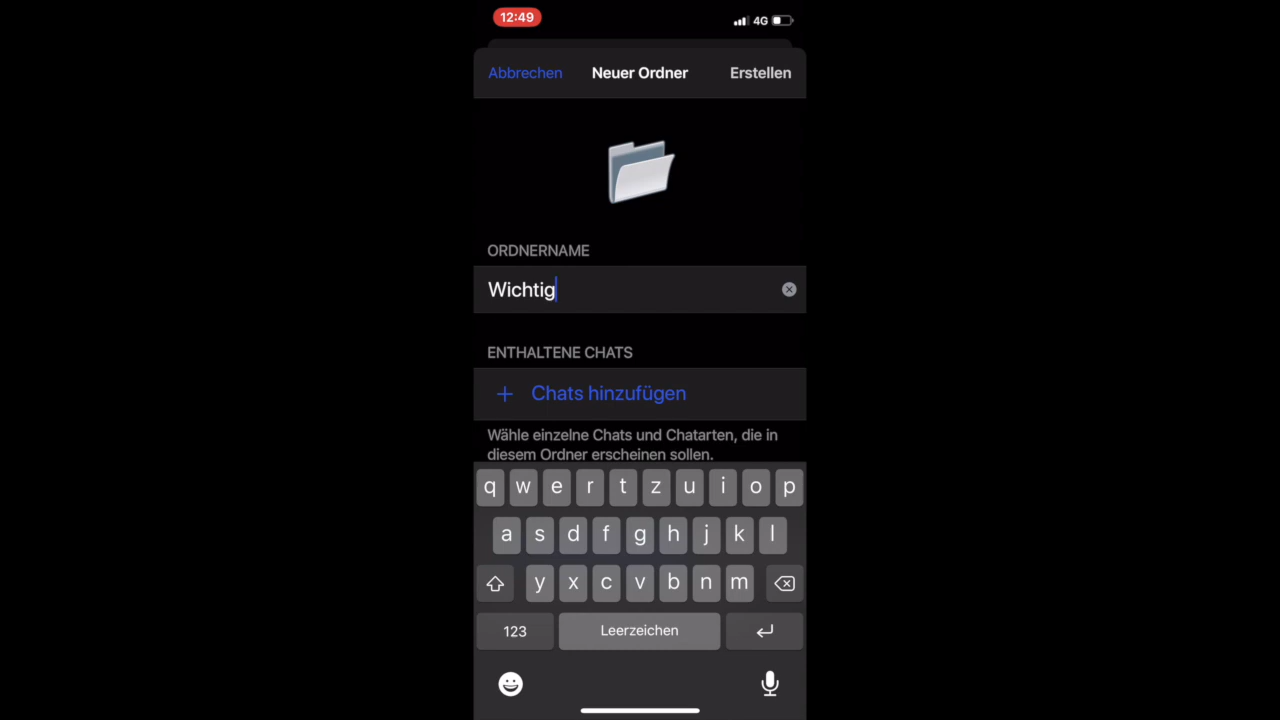 12:49 4G
Abbrechen Neuer Ordner Erstellen
ORDNERNAME
Wichtig
ENTHALTENE CHATS
+ Chats hinzufügen
Wähle einzelne Chats und Chatarten, die in
diesem Ordner erscheinen sollen.
q w e r t z u i o p
a s d f g h j k l
y x c v b n m
123 Leerzeichen